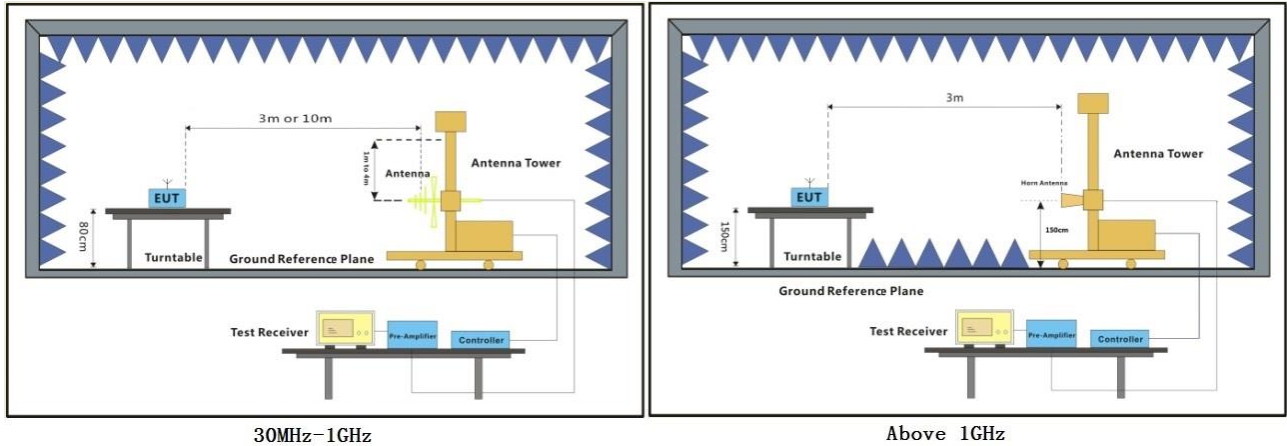 3m or 10m
1m to 4m
Antenna
Antenna Tower
EUT
80cm
Turntable
Ground Reference Plane
Test Receiver
Pre-Amplifier
Controller
30MHz-1GHz
3m
Antenna Tower
Horn Antenna
EUT
150cm
150cm
Turntable
Ground Reference Plane
Test Receiver
Pre-Amplifier
Controller
Above 1GHz